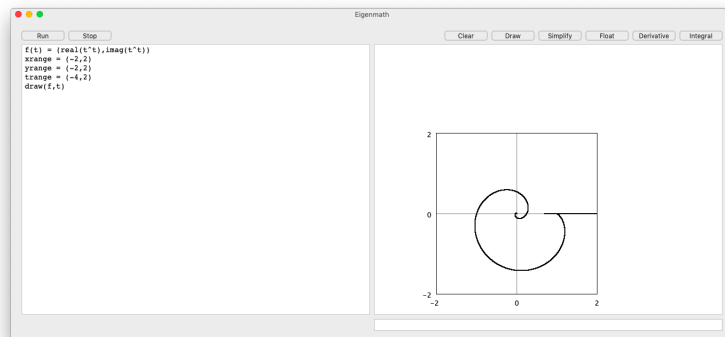 Eigenmath
Run Stop Clear Draw Simplify Float Derivative Integral
f(t) = (real(t^t),imag(t^t))
xrange = (-2,2)
yrange = (-2,2)
trange = (-4,2)
draw(f,t)
2
0
-2
-2 0 2